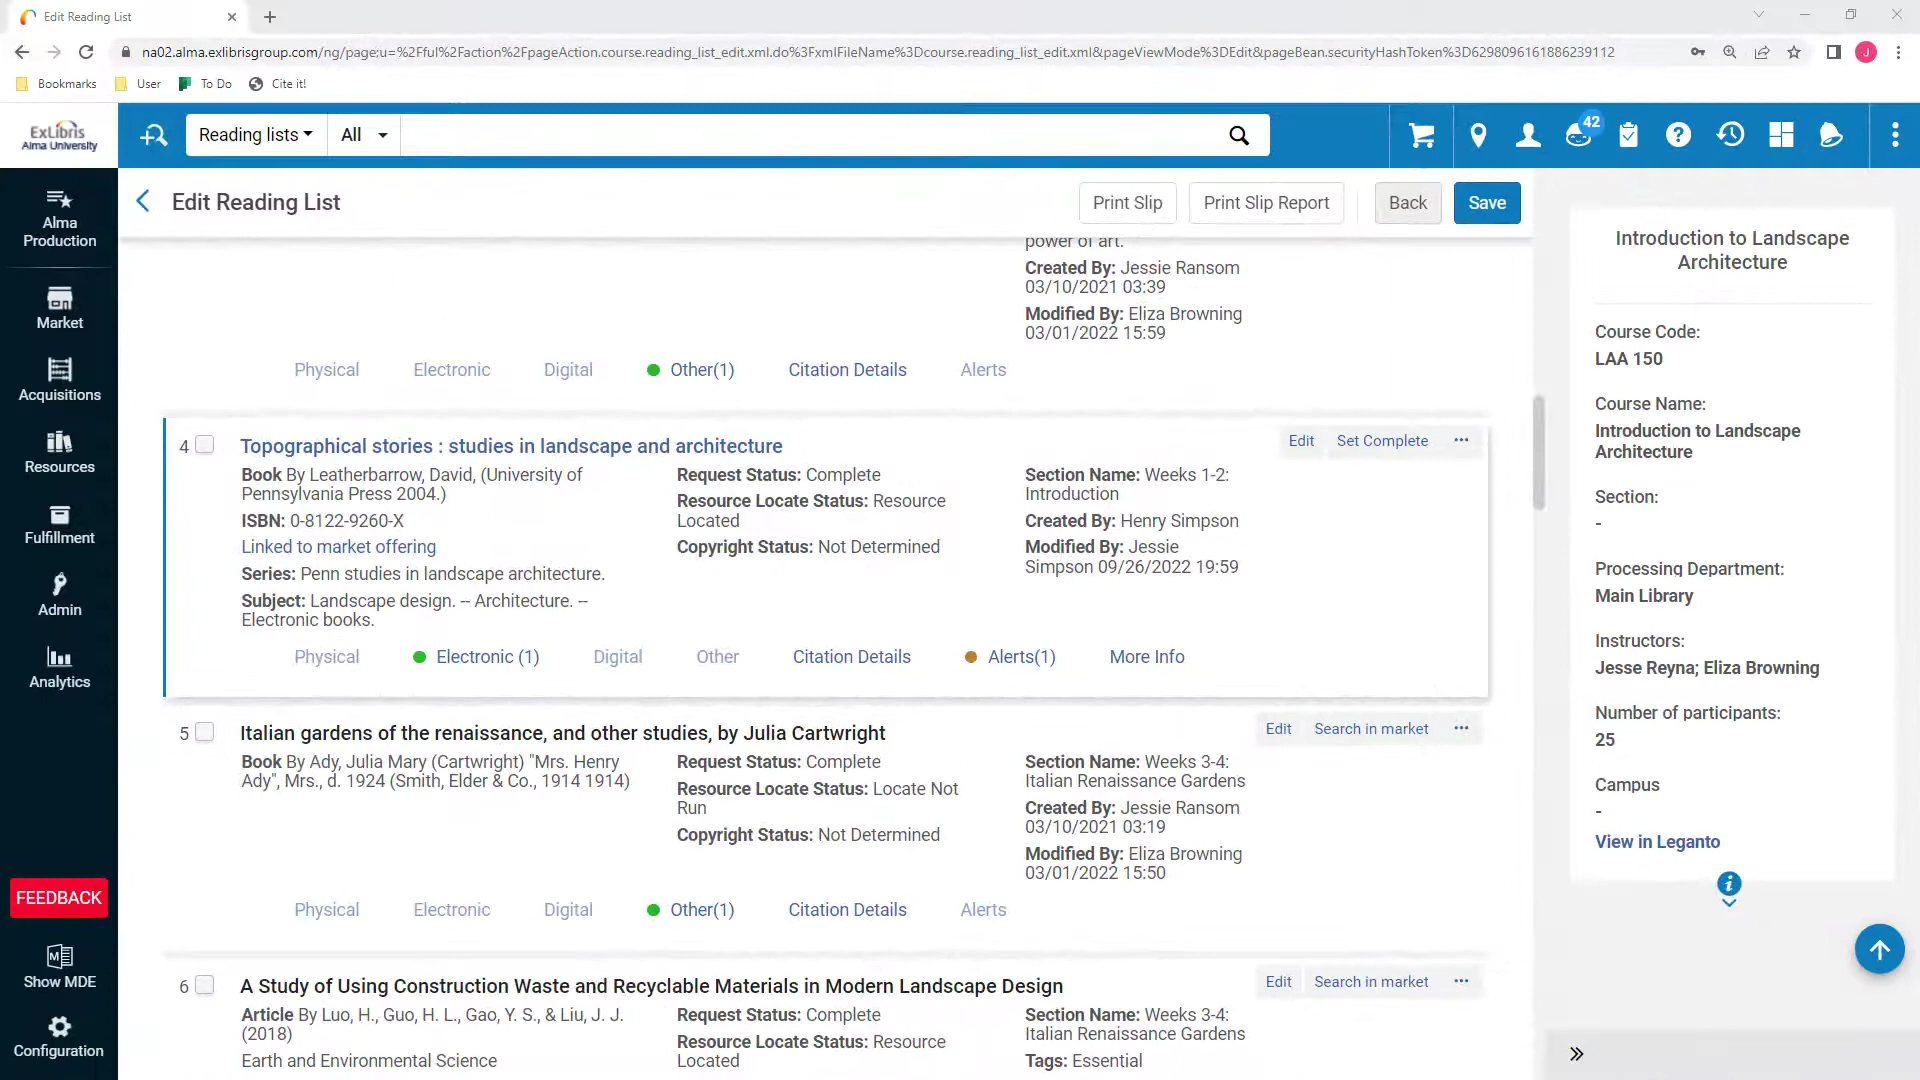 Edit Reading List
na02.alma.exlibrisgroup.com/ng/page;u=%2Fful%2Faction%2FpageAction.course.reading_list_edit.xml.do%3FxmlFileName%3Dcourse.reading_list_edit.xml&pageViewMode%3DEdit&pageBean.securityHashToken%3D6298096161886239112
J
Bookmarks User To Do Cite it!
ExLibris
Alma University
Reading lists All
42
Edit Reading List
Print Slip Print Slip Report Back Save
Alma
Production
Market
Acquisitions
Resources
Fulfillment
Admin
Analytics
FEEDBACK
Show MDE
Configuration
power of art.
Created By: Jessie Ransom
03/10/2021 03:39
Modified By: Eliza Browning
03/01/2022 15:59
Physical Electronic Digital Other(1) Citation Details Alerts
4 Topographical stories : studies in landscape and architecture
Edit Set Complete
Book By Leatherbarrow, David, (University of
Pennsylvania Press 2004.)
ISBN: 0-8122-9260-X
Linked to market offering
Series: Penn studies in landscape architecture.
Subject: Landscape design. -- Architecture. --
Electronic books.
Request Status: Complete
Resource Locate Status: Resource
Located
Copyright Status: Not Determined
Section Name: Weeks 1-2:
Introduction
Created By: Henry Simpson
Modified By: Jessie
Simpson 09/26/2022 19:59
Physical Electronic (1) Digital Other Citation Details Alerts(1) More Info
5 Italian gardens of the renaissance, and other studies, by Julia Cartwright
Edit Search in market
Book By Ady, Julia Mary (Cartwright) "Mrs. Henry
Ady", Mrs., d. 1924 (Smith, Elder & Co., 1914 1914)
Request Status: Complete
Resource Locate Status: Locate Not
Run
Copyright Status: Not Determined
Section Name: Weeks 3-4:
Italian Renaissance Gardens
Created By: Jessie Ransom
03/10/2021 03:19
Modified By: Eliza Browning
03/01/2022 15:50
Physical Electronic Digital Other(1) Citation Details Alerts
6 A Study of Using Construction Waste and Recyclable Materials in Modern Landscape Design
Edit Search in market
Article By Luo, H., Guo, H. L., Gao, Y. S., & Liu, J. J.
(2018)
Earth and Environmental Science
Request Status: Complete
Resource Locate Status: Resource
Located
Section Name: Weeks 3-4:
Italian Renaissance Gardens
Tags: Essential
Introduction to Landscape
Architecture
Course Code:
LAA 150
Course Name:
Introduction to Landscape
Architecture
Section:
-
Processing Department:
Main Library
Instructors:
Jesse Reyna; Eliza Browning
Number of participants:
25
Campus
-
View in Leganto